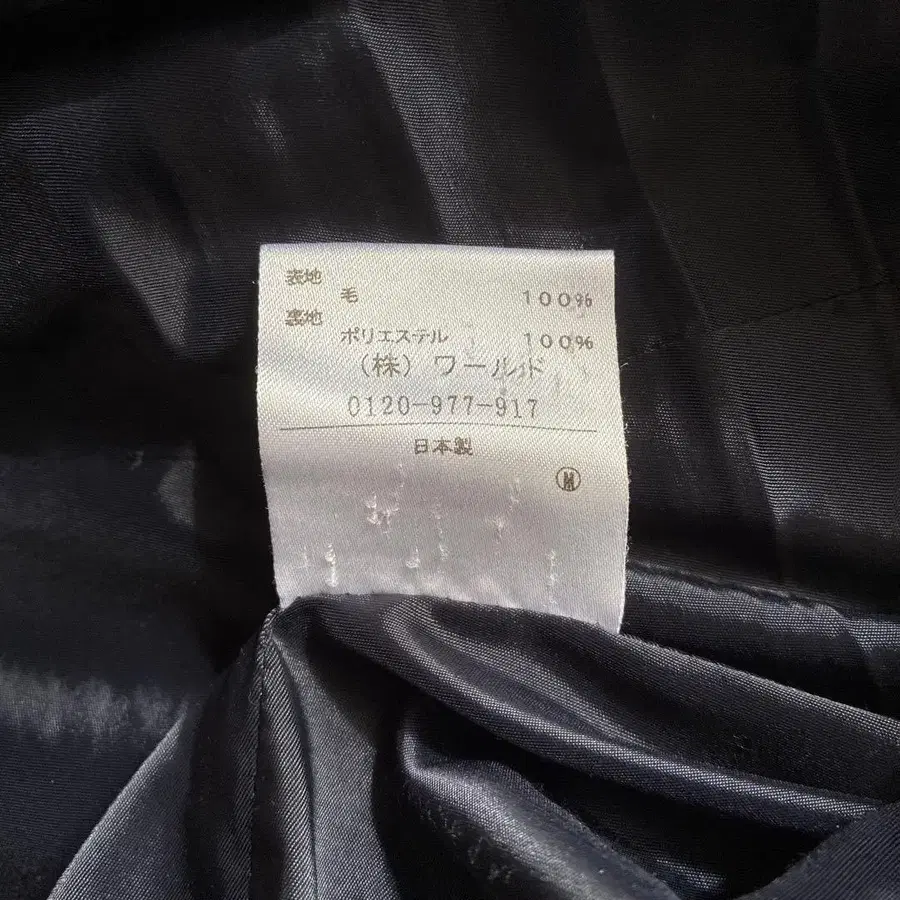 表地
毛 100%
裏地
ポリエステル 100%
(株) ワールド
0120-977-917
日本製
Ⓜ